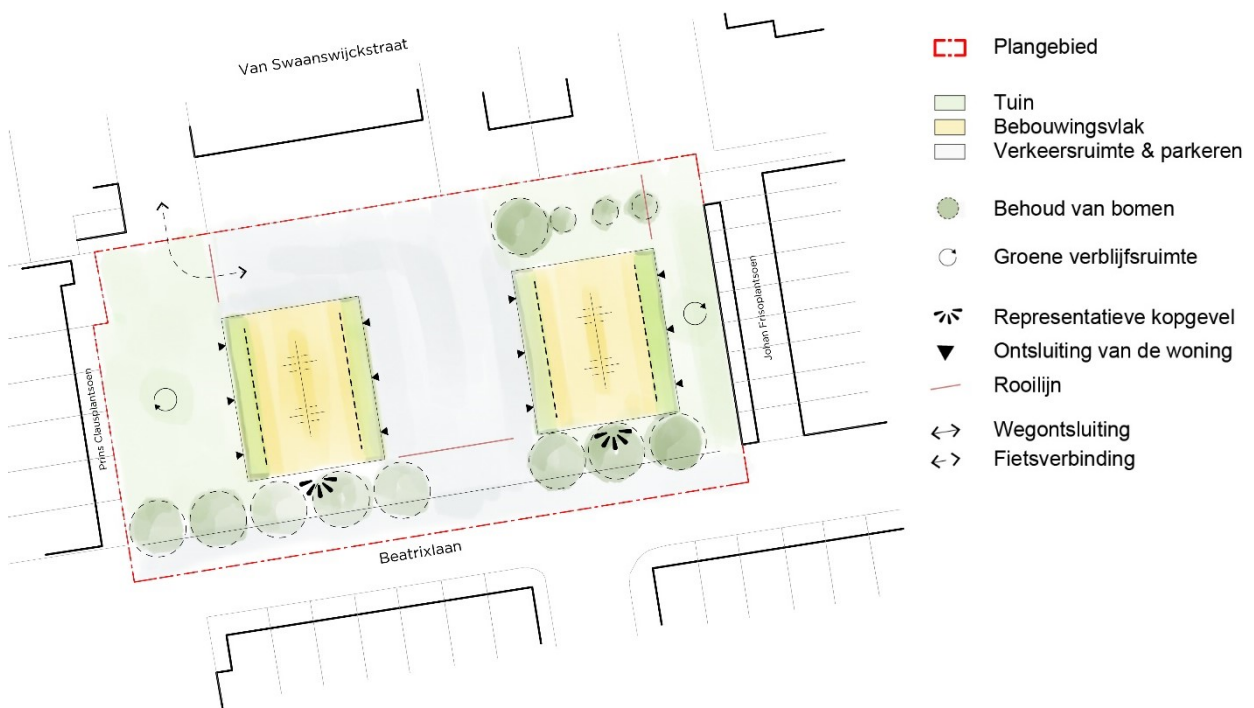 Van Swaanswijckstraat
Prins Clausplantsoen
Johan Frisoplantsoen
Beatrixlaan
Plangebied
Tuin
Bebouwingsvlak
Verkeersruimte & parkeren
Behoud van bomen
Groene verblijfsruimte
Representatieve kopgevel
Ontsluiting van de woning
Rooilijn
Wegontsluiting
Fietsverbinding